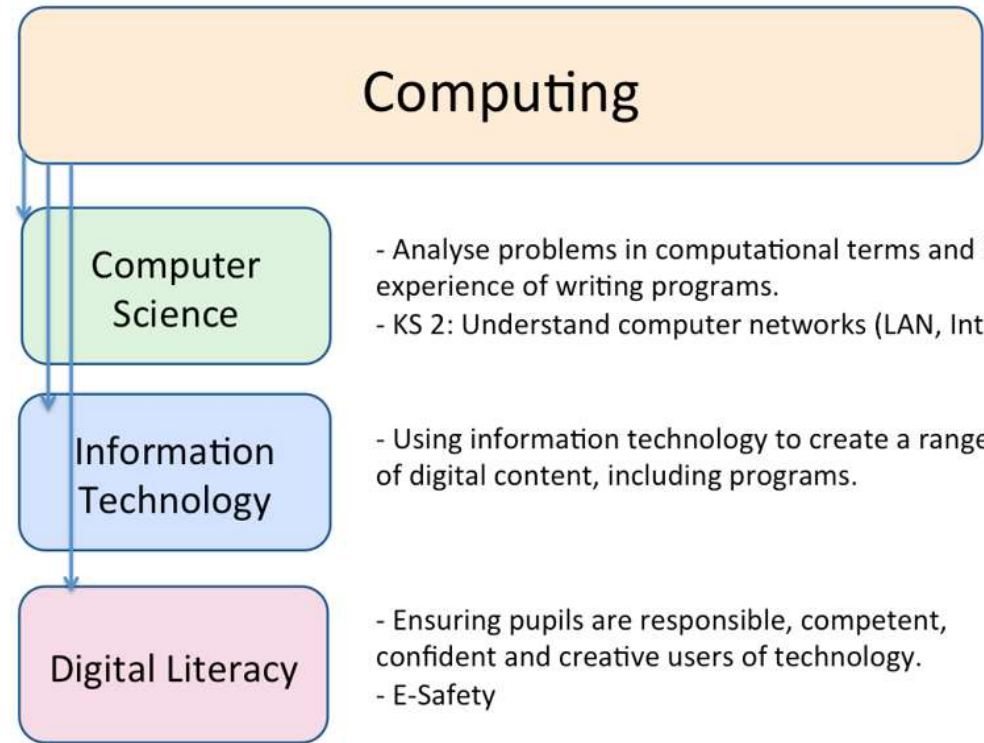 Computing
Computer
Science
- Analyse problems in computational terms and
experience of writing programs.
- KS 2: Understand computer networks (LAN, Int
Information
Technology
- Using information technology to create a range
of digital content, including programs.
Digital Literacy
- Ensuring pupils are responsible, competent,
confident and creative users of technology.
- E-Safety